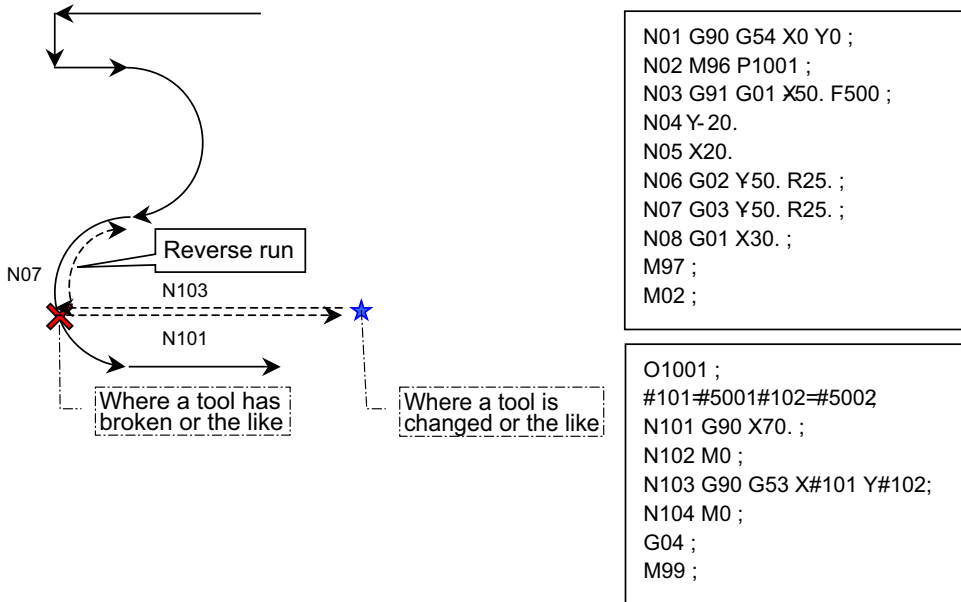 N07
Reverse run
N103
N101
Where a tool has
broken or the like
Where a tool is
changed or the like
N01 G90 G54 X0 Y0 ;
N02 M96 P1001 ;
N03 G91 G01 X-50. F500 ;
N04 Y-20.
N05 X20.
N06 G02 Y-50. R25. ;
N07 G03 Y-50. R25. ;
N08 G01 X30. ;
M97 ;
M02 ;
O1001 ;
#101=#5001#102=#5002,
N101 G90 X70. ;
N102 M0 ;
N103 G90 G53 X#101 Y#102;
N104 M0 ;
G04 ;
M99 ;